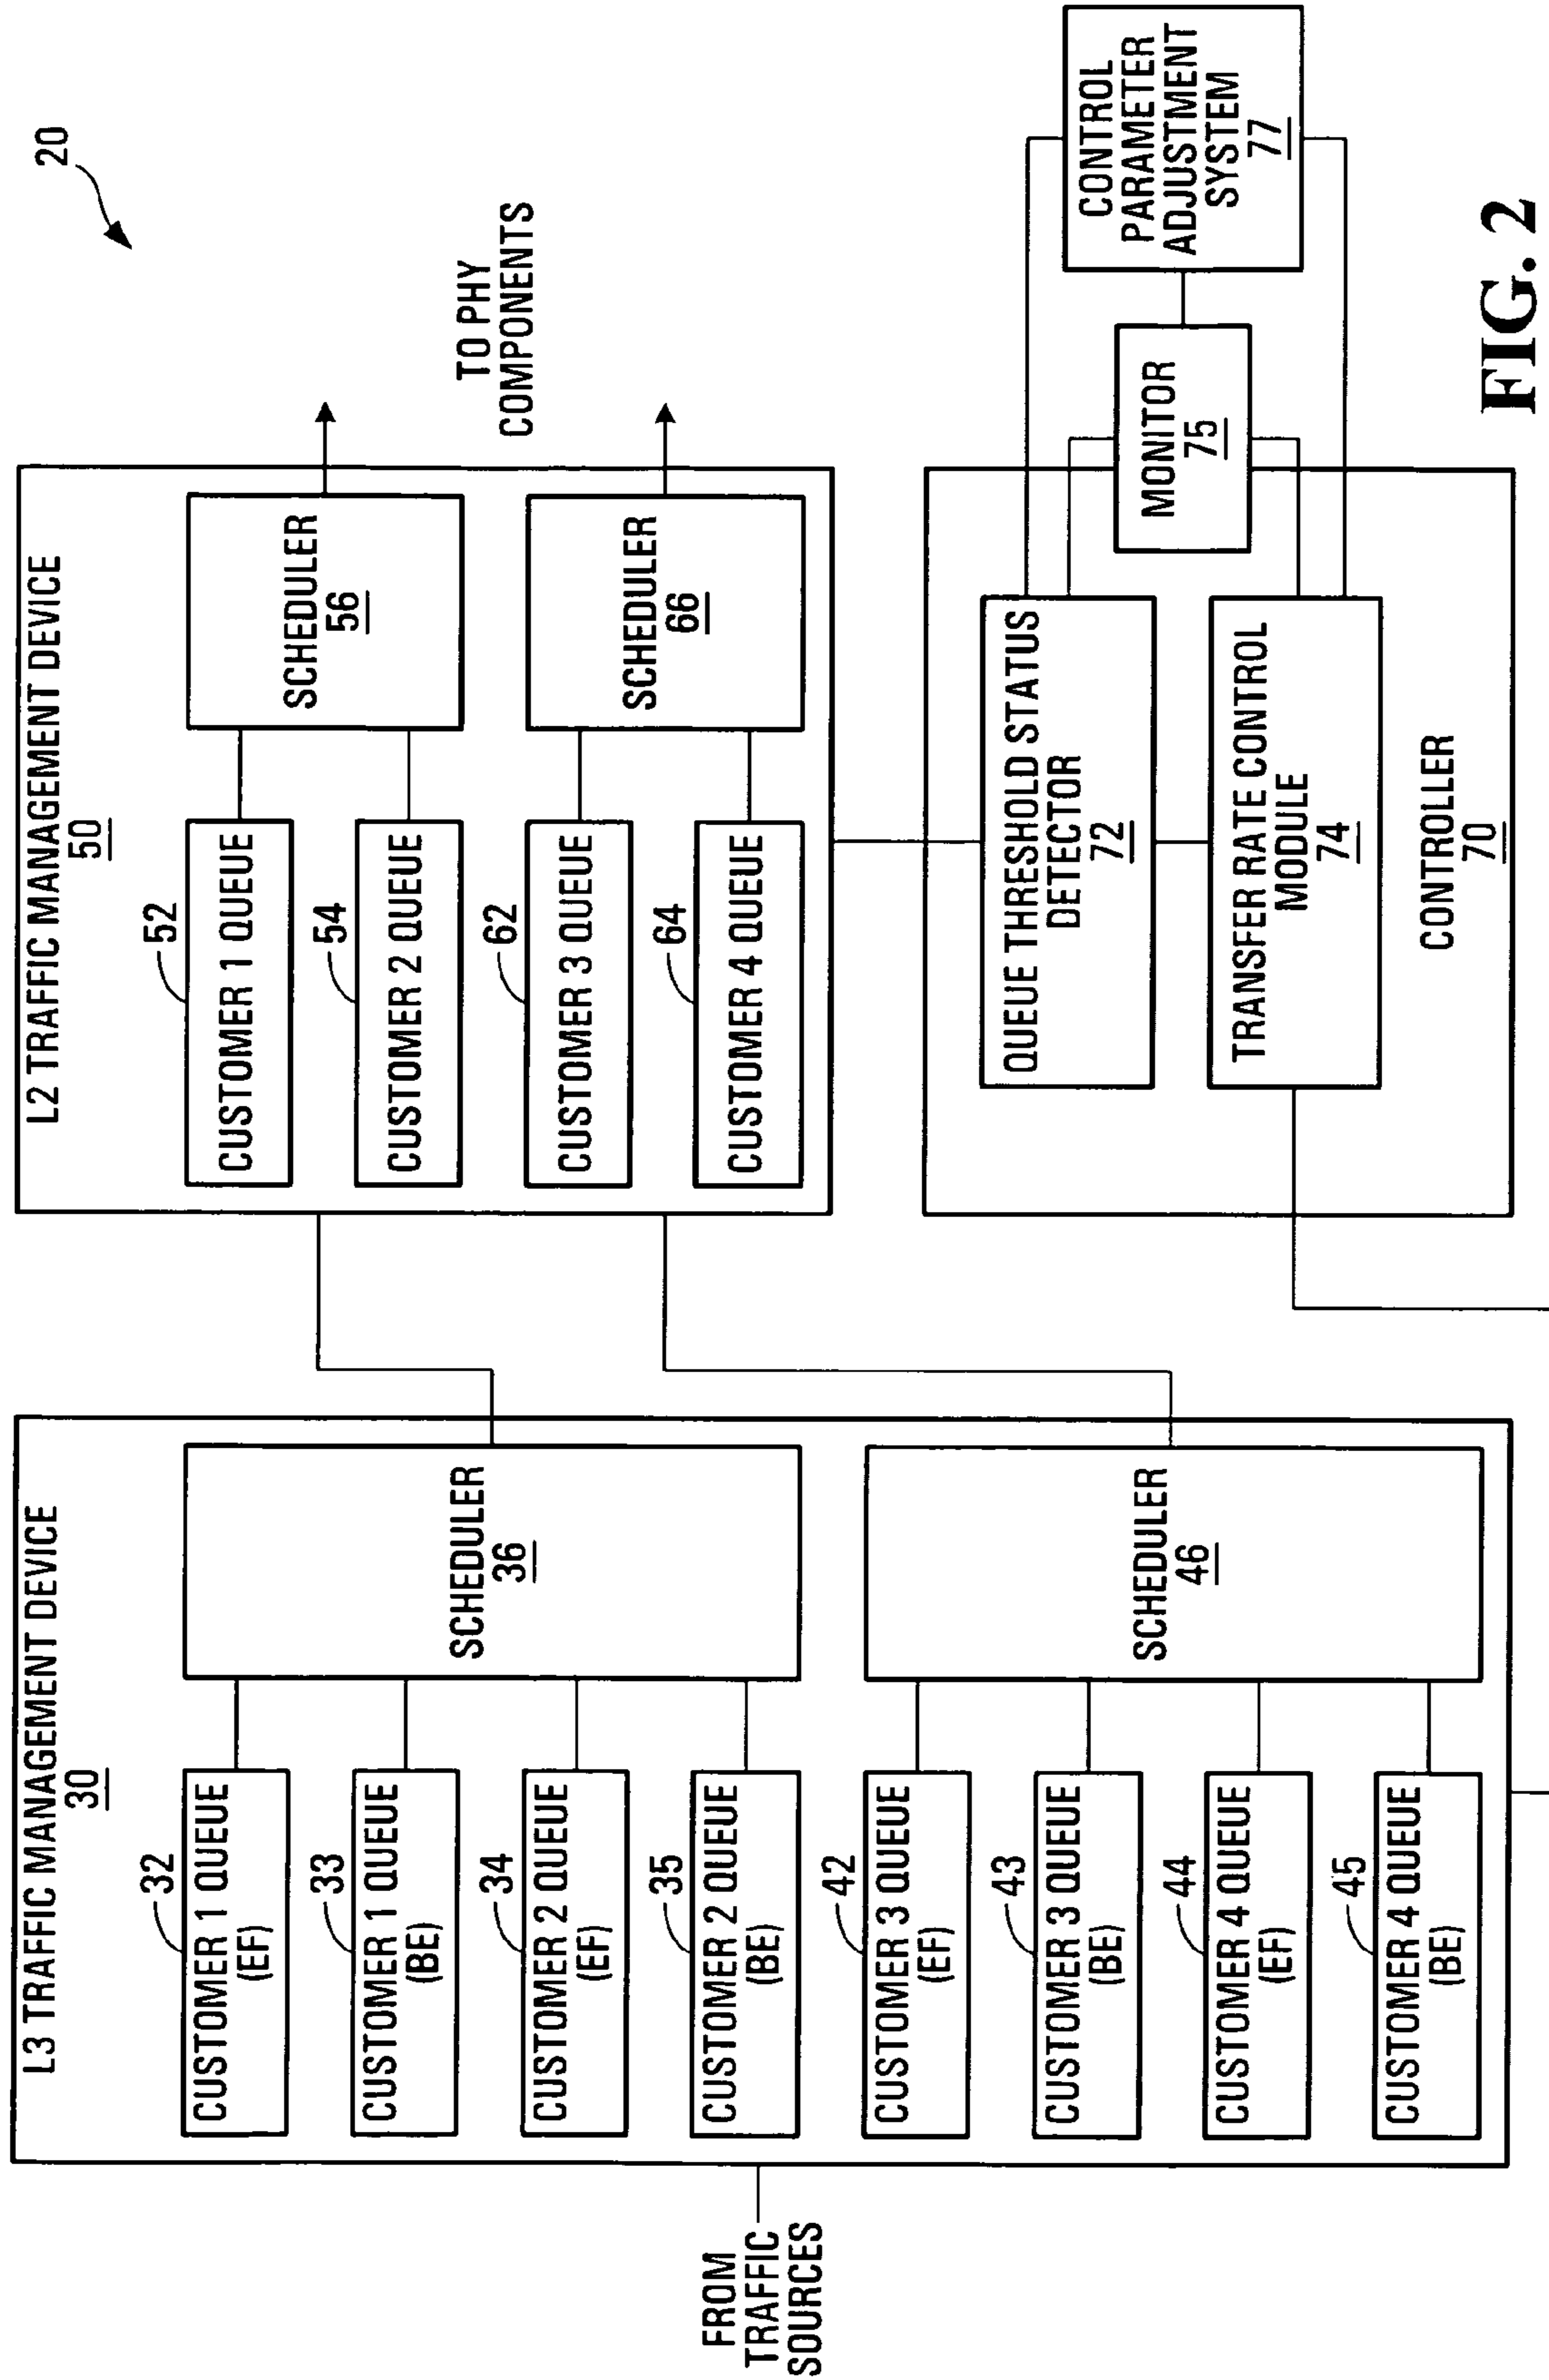 20
L3 TRAFFIC MANAGEMENT DEVICE
30
32
CUSTOMER 1 QUEUE
(EF)
33
CUSTOMER 1 QUEUE
(BE)
34
CUSTOMER 2 QUEUE
(EF)
35
CUSTOMER 2 QUEUE
(BE)
SCHEDULER
36
42
CUSTOMER 3 QUEUE
(EF)
43
CUSTOMER 3 QUEUE
(BE)
44
CUSTOMER 4 QUEUE
(EF)
45
CUSTOMER 4 QUEUE
(BE)
SCHEDULER
46
FROM
TRAFFIC
SOURCES
L2 TRAFFIC MANAGEMENT DEVICE
50
52
CUSTOMER 1 QUEUE
54
CUSTOMER 2 QUEUE
SCHEDULER
56
62
CUSTOMER 3 QUEUE
64
CUSTOMER 4 QUEUE
SCHEDULER
66
TO PHY
COMPONENTS
QUEUE THRESHOLD STATUS
DETECTOR
72
TRANSFER RATE CONTROL
MODULE
74
CONTROLLER
70
MONITOR
75
CONTROL
PARAMETER
ADJUSTMENT
SYSTEM
77
FIG. 2